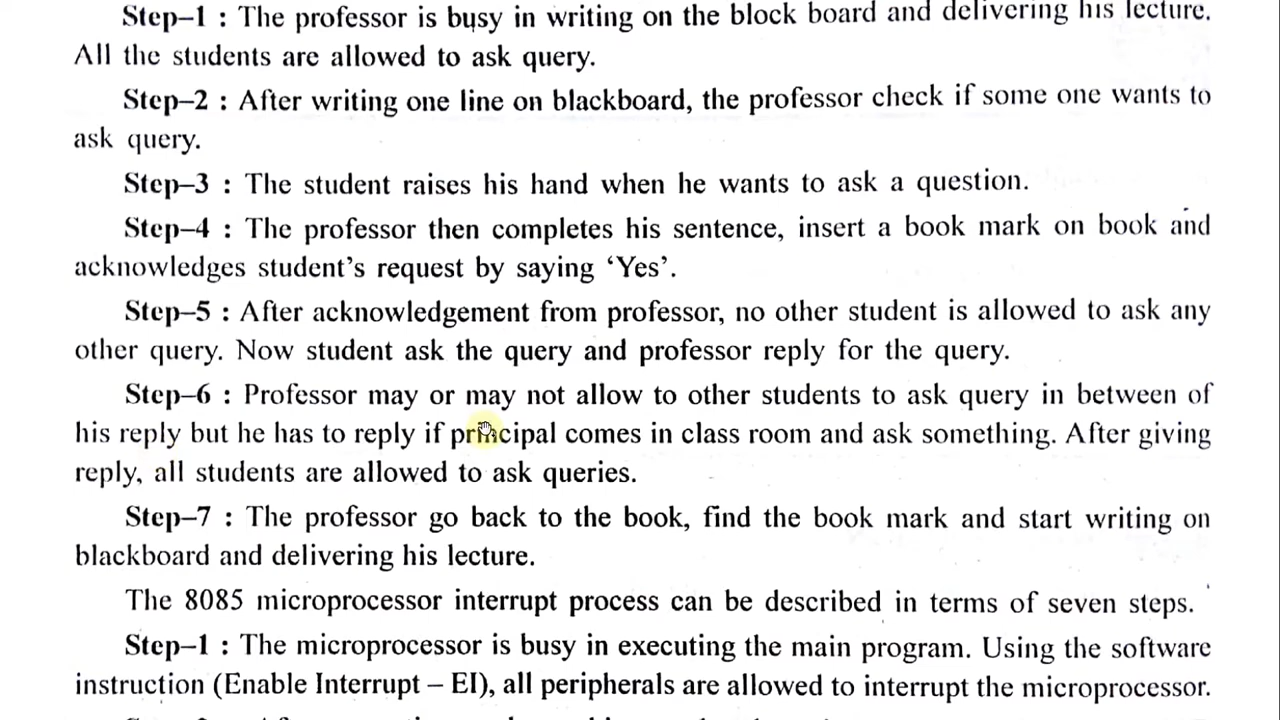 Step–1 : The professor is busy in writing on the block board and delivering his lecture.
All the students are allowed to ask query.
Step–2 : After writing one line on blackboard, the professor check if some one wants to
ask query.
Step–3 : The student raises his hand when he wants to ask a question.
Step–4 : The professor then completes his sentence, insert a book mark on book and
acknowledges student's request by saying ‘Yes’.
Step–5 : After acknowledgement from professor, no other student is allowed to ask any
other query. Now student ask the query and professor reply for the query.
Step–6 : Professor may or may not allow to other students to ask query in between of
his reply but he has to reply if principal comes in class room and ask something. After giving
reply, all students are allowed to ask queries.
Step–7 : The professor go back to the book, find the book mark and start writing on
blackboard and delivering his lecture.
The 8085 microprocessor interrupt process can be described in terms of seven steps.
Step–1 : The microprocessor is busy in executing the main program. Using the software
instruction (Enable Interrupt – EI), all peripherals are allowed to interrupt the microprocessor.